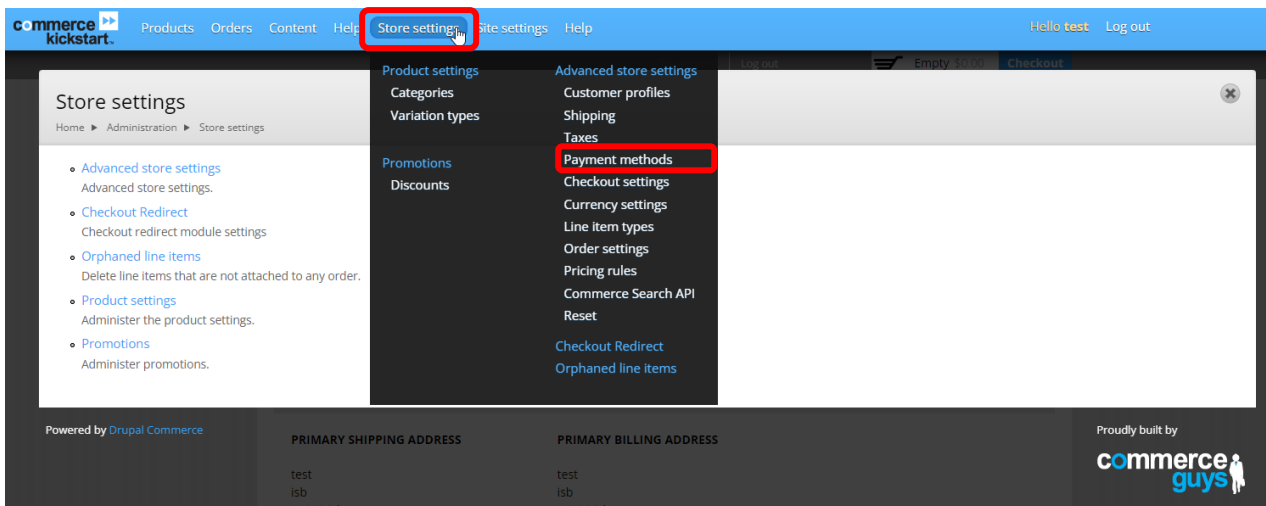 commerce kickstart™
Products Orders Content Help Store settings Site settings Help
Hello test Log out
Log out Empty $0.00 Checkout
Store settings
Home ▶ Administration ▶ Store settings
Advanced store settings
Advanced store settings.
Checkout Redirect
Checkout redirect module settings
Orphaned line items
Delete line items that are not attached to any order.
Product settings
Administer the product settings.
Promotions
Administer promotions.
Product settings
Categories
Variation types
Promotions
Discounts
Advanced store settings
Customer profiles
Shipping
Taxes
Payment methods
Checkout settings
Currency settings
Line item types
Order settings
Pricing rules
Commerce Search API
Reset
Checkout Redirect
Orphaned line items
Powered by Drupal Commerce
PRIMARY SHIPPING ADDRESS
test
isb
PRIMARY BILLING ADDRESS
test
isb
Proudly built by
commerce
guys